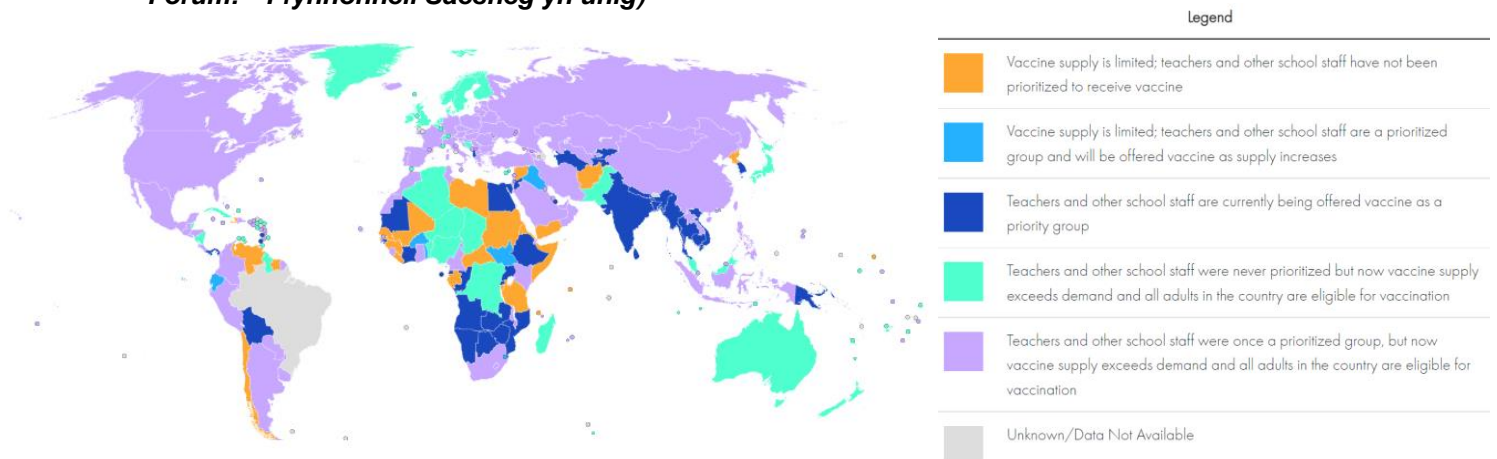 Forum. - Ffynhonnell Saesneg yn unig)
Legend
Vaccine supply is limited; teachers and other school staff have not been
prioritized to receive vaccine
Vaccine supply is limited; teachers and other school staff are a prioritized
group and will be offered vaccine as supply increases
Teachers and other school staff are currently being offered vaccine as a
priority group
Teachers and other school staff were never prioritized but now vaccine supply
exceeds demand and all adults in the country are eligible for vaccination
Teachers and other school staff were once a prioritized group, but now
vaccine supply exceeds demand and all adults in the country are eligible for
vaccination
Unknown/Data Not Available